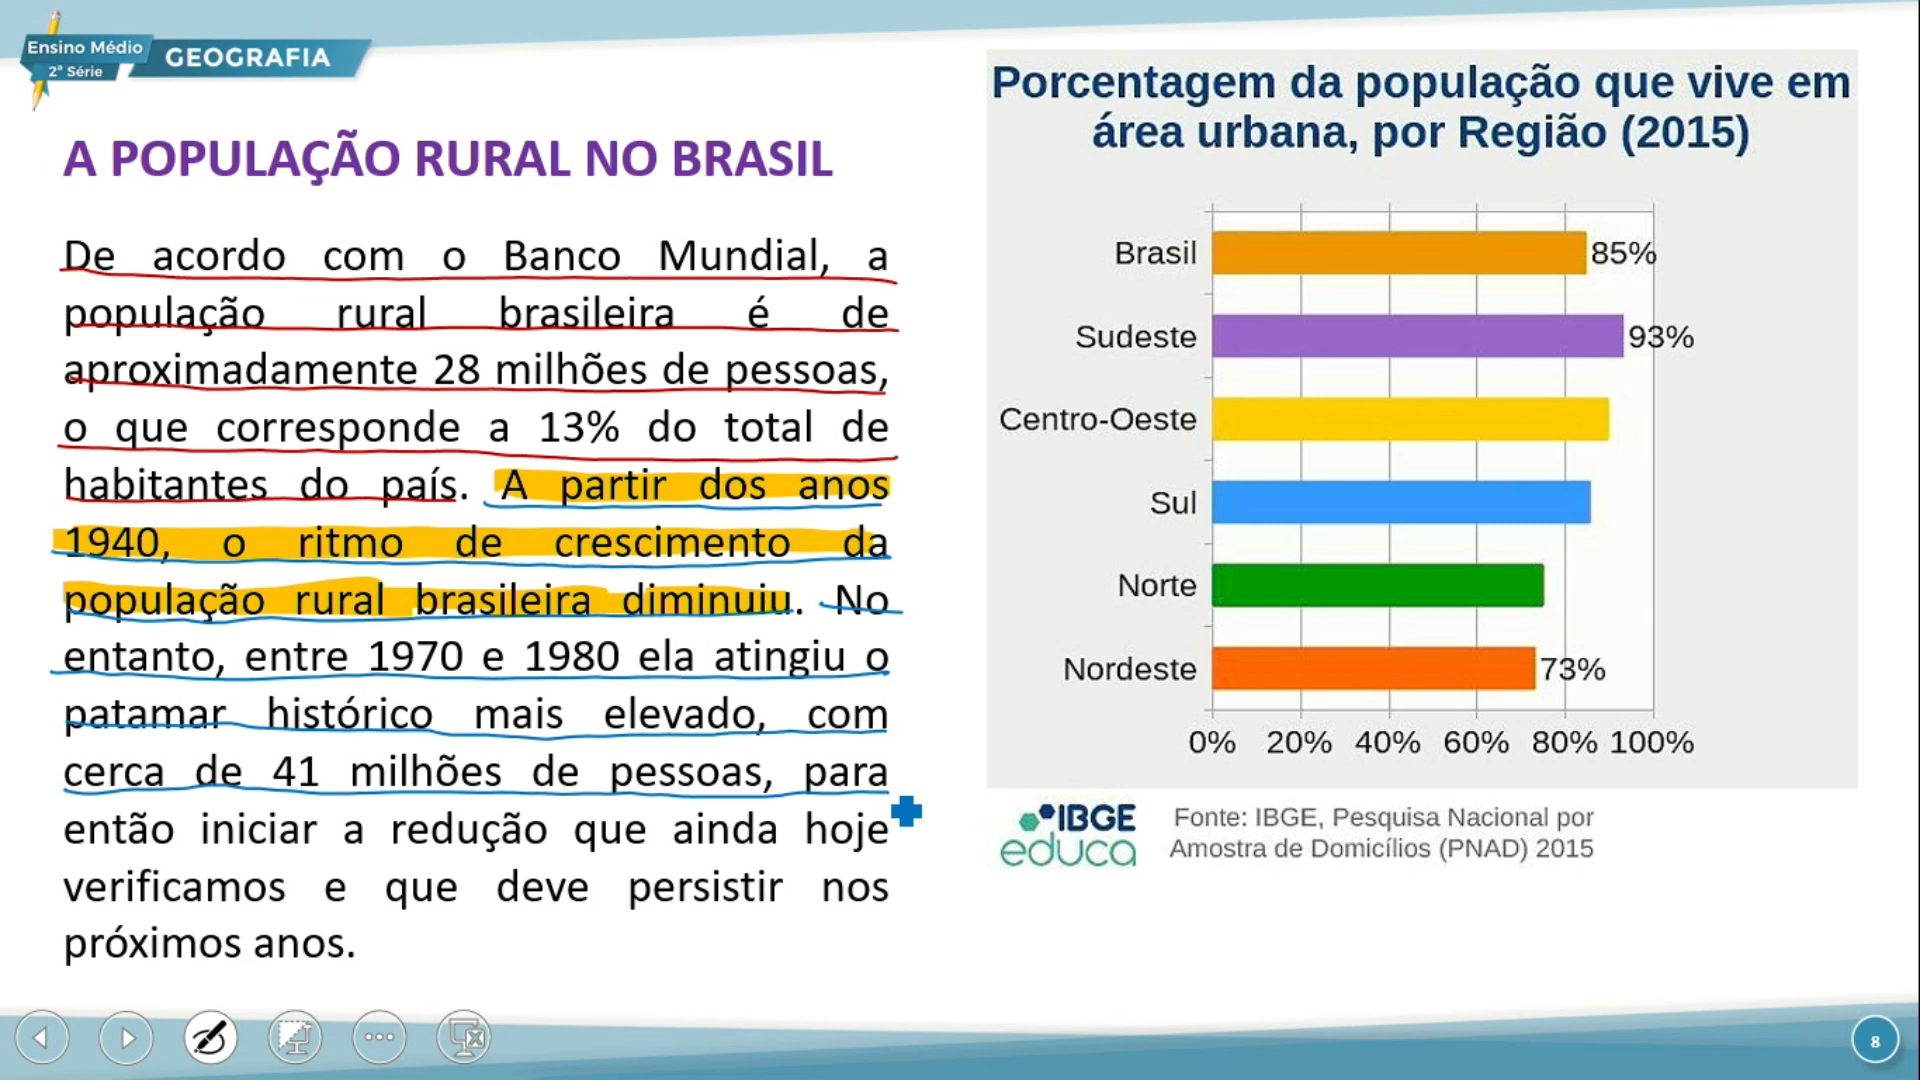 Ensino Médio
2ª Série
GEOGRAFIA
A POPULAÇÃO RURAL NO BRASIL
De acordo com o Banco Mundial, a
população rural brasileira é de
aproximadamente 28 milhões de pessoas,
o que corresponde a 13% do total de
habitantes do país. A partir dos anos
1940, o ritmo de crescimento da
população rural brasileira diminuiu. No
entanto, entre 1970 e 1980 ela atingiu o
patamar histórico mais elevado, com
cerca de 41 milhões de pessoas, para
então iniciar a redução que ainda hoje
verificamos e que deve persistir nos
próximos anos.
Porcentagem da população que vive em
área urbana, por Região (2015)
Brasil 85%
Sudeste 93%
Centro-Oeste
Sul
Norte
Nordeste 73%
0% 20% 40% 60% 80% 100%
IBGE
educa
Fonte: IBGE, Pesquisa Nacional por
Amostra de Domicílios (PNAD) 2015
8